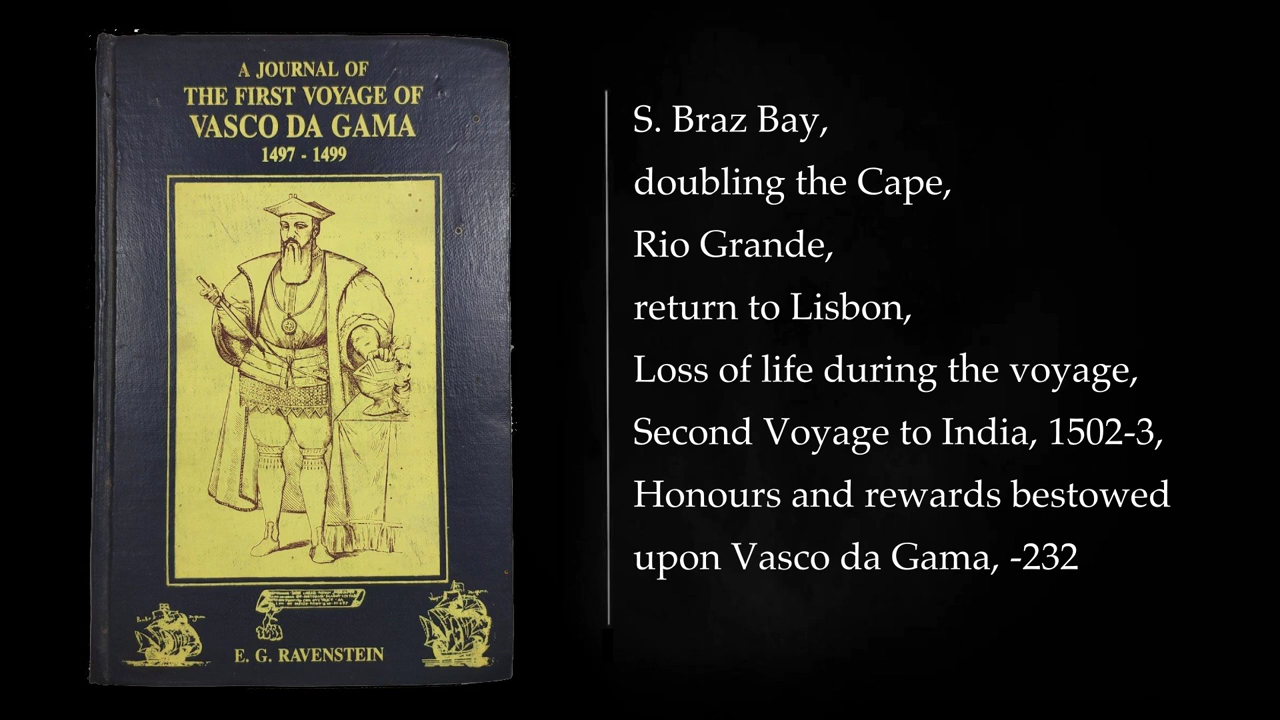 A JOURNAL OF
THE FIRST VOYAGE OF
VASCO DA GAMA
1497 - 1499
E. G. RAVENSTEIN
S. Braz Bay,
doubling the Cape,
Rio Grande,
return to Lisbon,
Loss of life during the voyage,
Second Voyage to India, 1502-3,
Honours and rewards bestowed
upon Vasco da Gama, -232